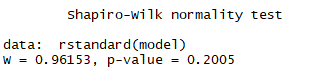 Shapiro-Wilk normality test
data:  rstandard(model)
W = 0.96153, p-value = 0.2005